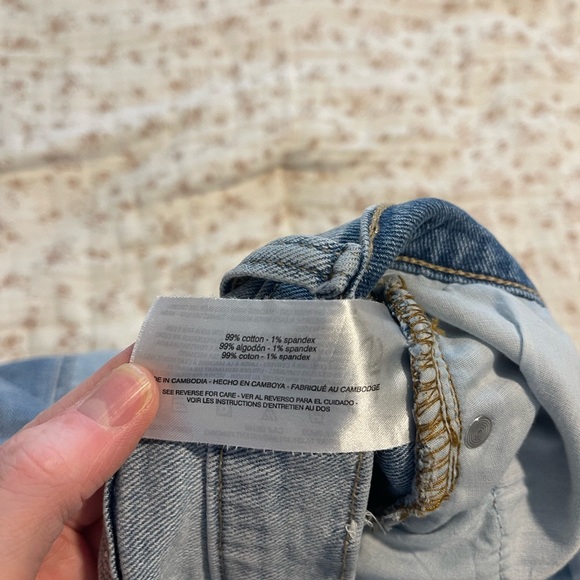 99% cotton - 1% spandex
99% algodón - 1% spandex
99% coton - 1% spandex
IN CAMBODIA - HECHO EN CAMBOYA - FABRIQUÉ AU CAMBODGE
SEE REVERSE FOR CARE - VER AL REVERSO PARA EL CUIDADO -
VOIR LES INSTRUCTIONS D'ENTRETIEN AU DOS